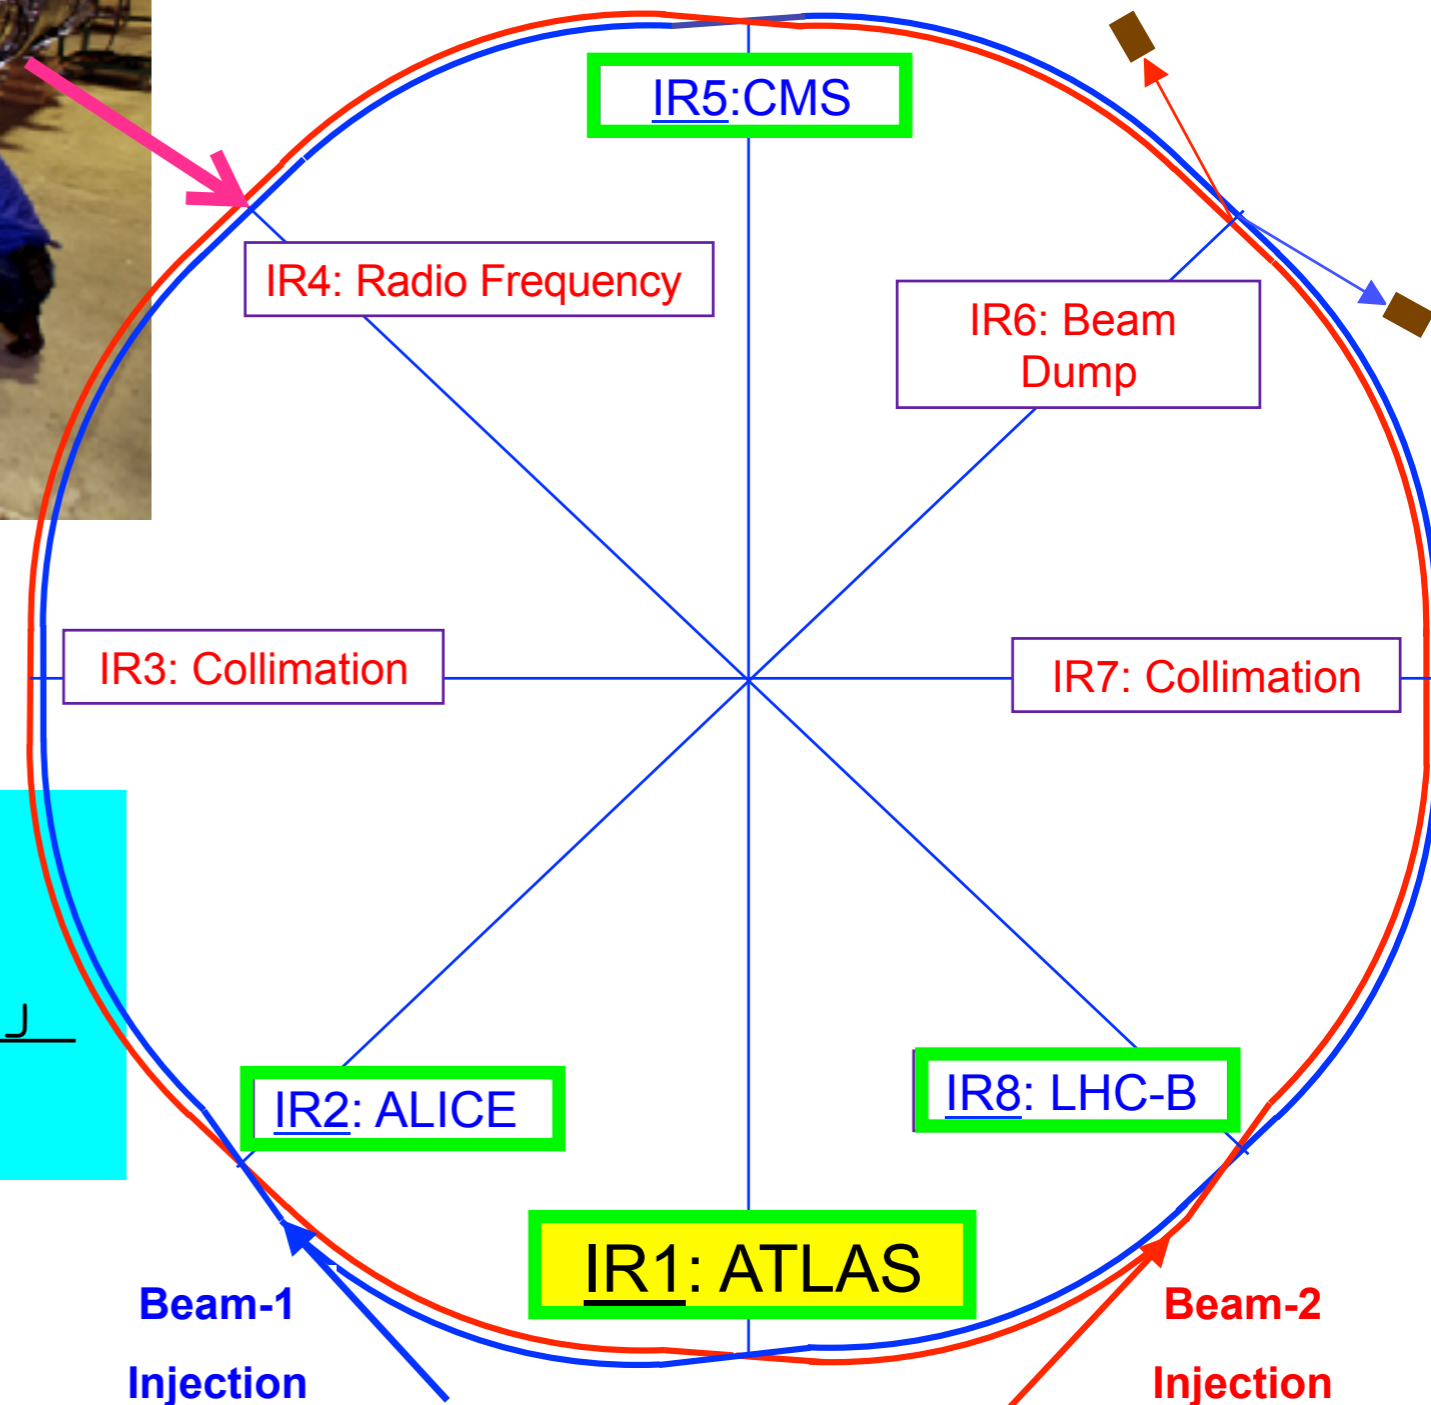 IR5:CMS
IR4: Radio Frequency
IR6: Beam
Dump
IR3: Collimation
IR7: Collimation
J
IR2: ALICE
IR8: LHC-B
IR1: ATLAS
Beam-1
Injection
Beam-2
Injection